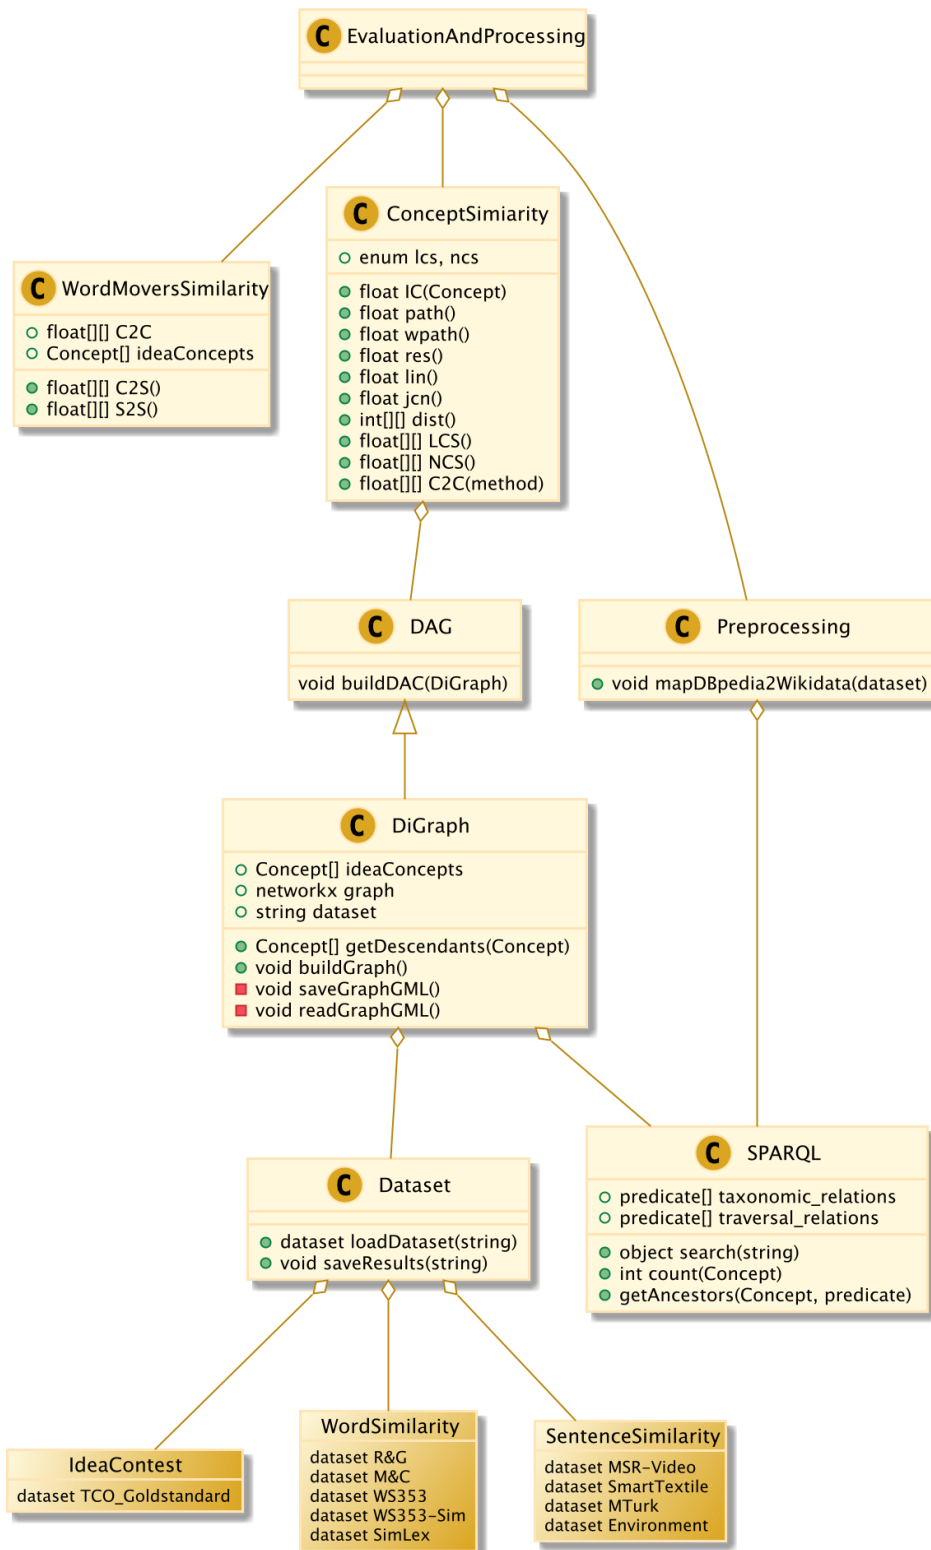 C EvaluationAndProcessing
C ConceptSimiarity
enum lcs, ncs
float IC(Concept)
float path()
float wpath()
float res()
float lin()
float jcn()
int[][] dist()
float[][] LCS()
float[][] NCS()
float[][] C2C(method)
C WordMoversSimilarity
float[][] C2C
Concept[] ideaConcepts
float[][] C2S()
float[][] S2S()
C DAG
void buildDAC(DiGraph)
C Preprocessing
void mapDBpedia2Wikidata(dataset)
C DiGraph
Concept[] ideaConcepts
networkx graph
string dataset
Concept[] getDescendants(Concept)
void buildGraph()
void saveGraphGML()
void readGraphGML()
C Dataset
dataset loadDataset(string)
void saveResults(string)
C SPARQL
predicate[] taxonomic_relations
predicate[] traversal_relations
object search(string)
int count(Concept)
getAncestors(Concept, predicate)
IdeaContest
dataset TCO_Goldstandard
WordSimilarity
dataset R&G
dataset M&C
dataset WS353
dataset WS353-Sim
dataset SimLex
SentenceSimilarity
dataset MSR-Video
dataset SmartTextile
dataset MTurk
dataset Environment